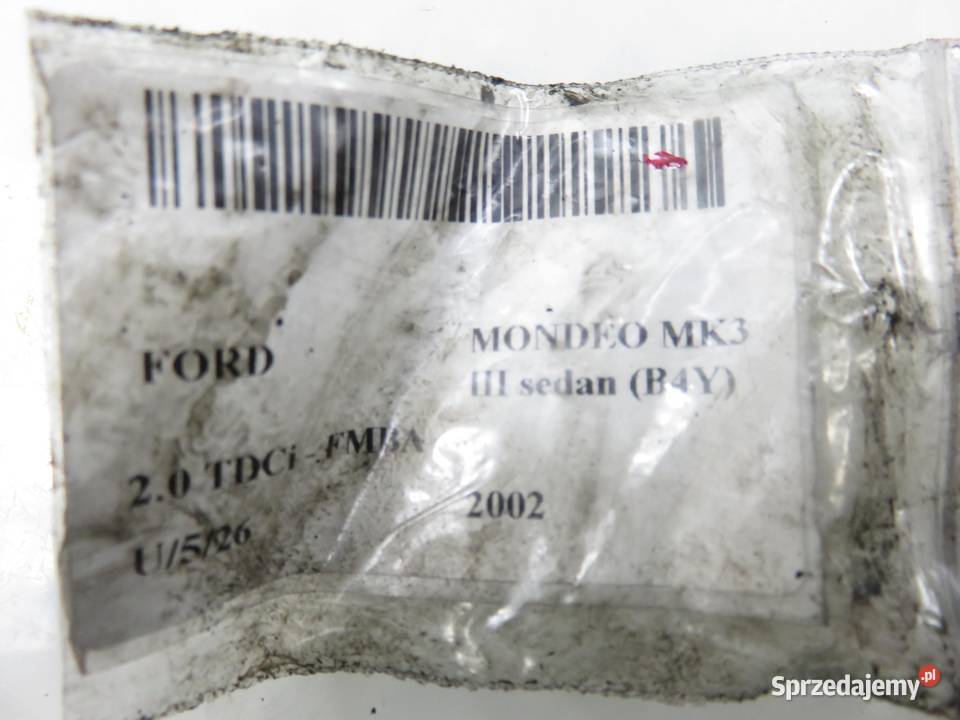 FORD
MONDEO MK3
III sedan (B4Y)
2.0 TDCi - FMBA
2002
U/5/26
Sprzedajemy.pl